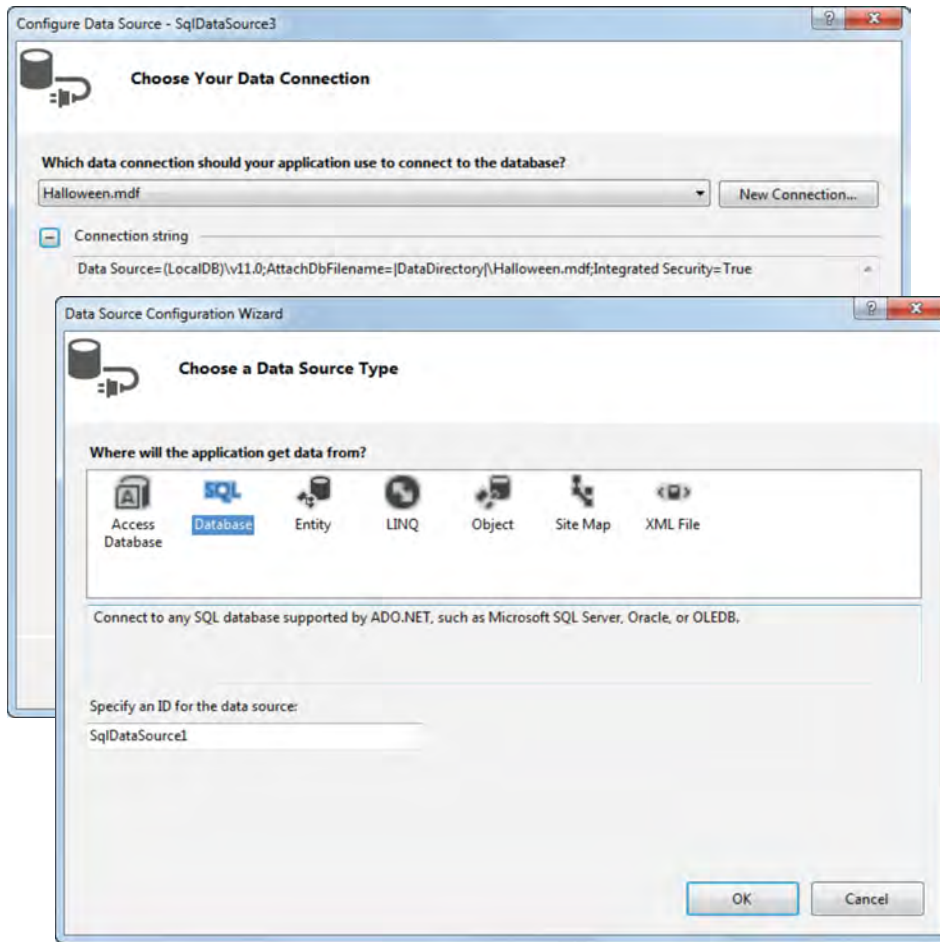 Configure Data Source - SqlDataSource3
Choose Your Data Connection
Which data connection should your application use to connect to the database?
Halloween.mdf
New Connection...
Connection string
Data Source=(LocalDB)\v11.0;AttachDbFilename=|DataDirectory|\Halloween.mdf;Integrated Security=True
Data Source Configuration Wizard
Choose a Data Source Type
Where will the application get data from?
SQL
Access Database Entity LINQ Object Site Map XML File
Database
Connect to any SQL database supported by ADO.NET, such as Microsoft SQL Server, Oracle, or OLEDB.
Specify an ID for the data source:
SqlDataSource1
OK Cancel